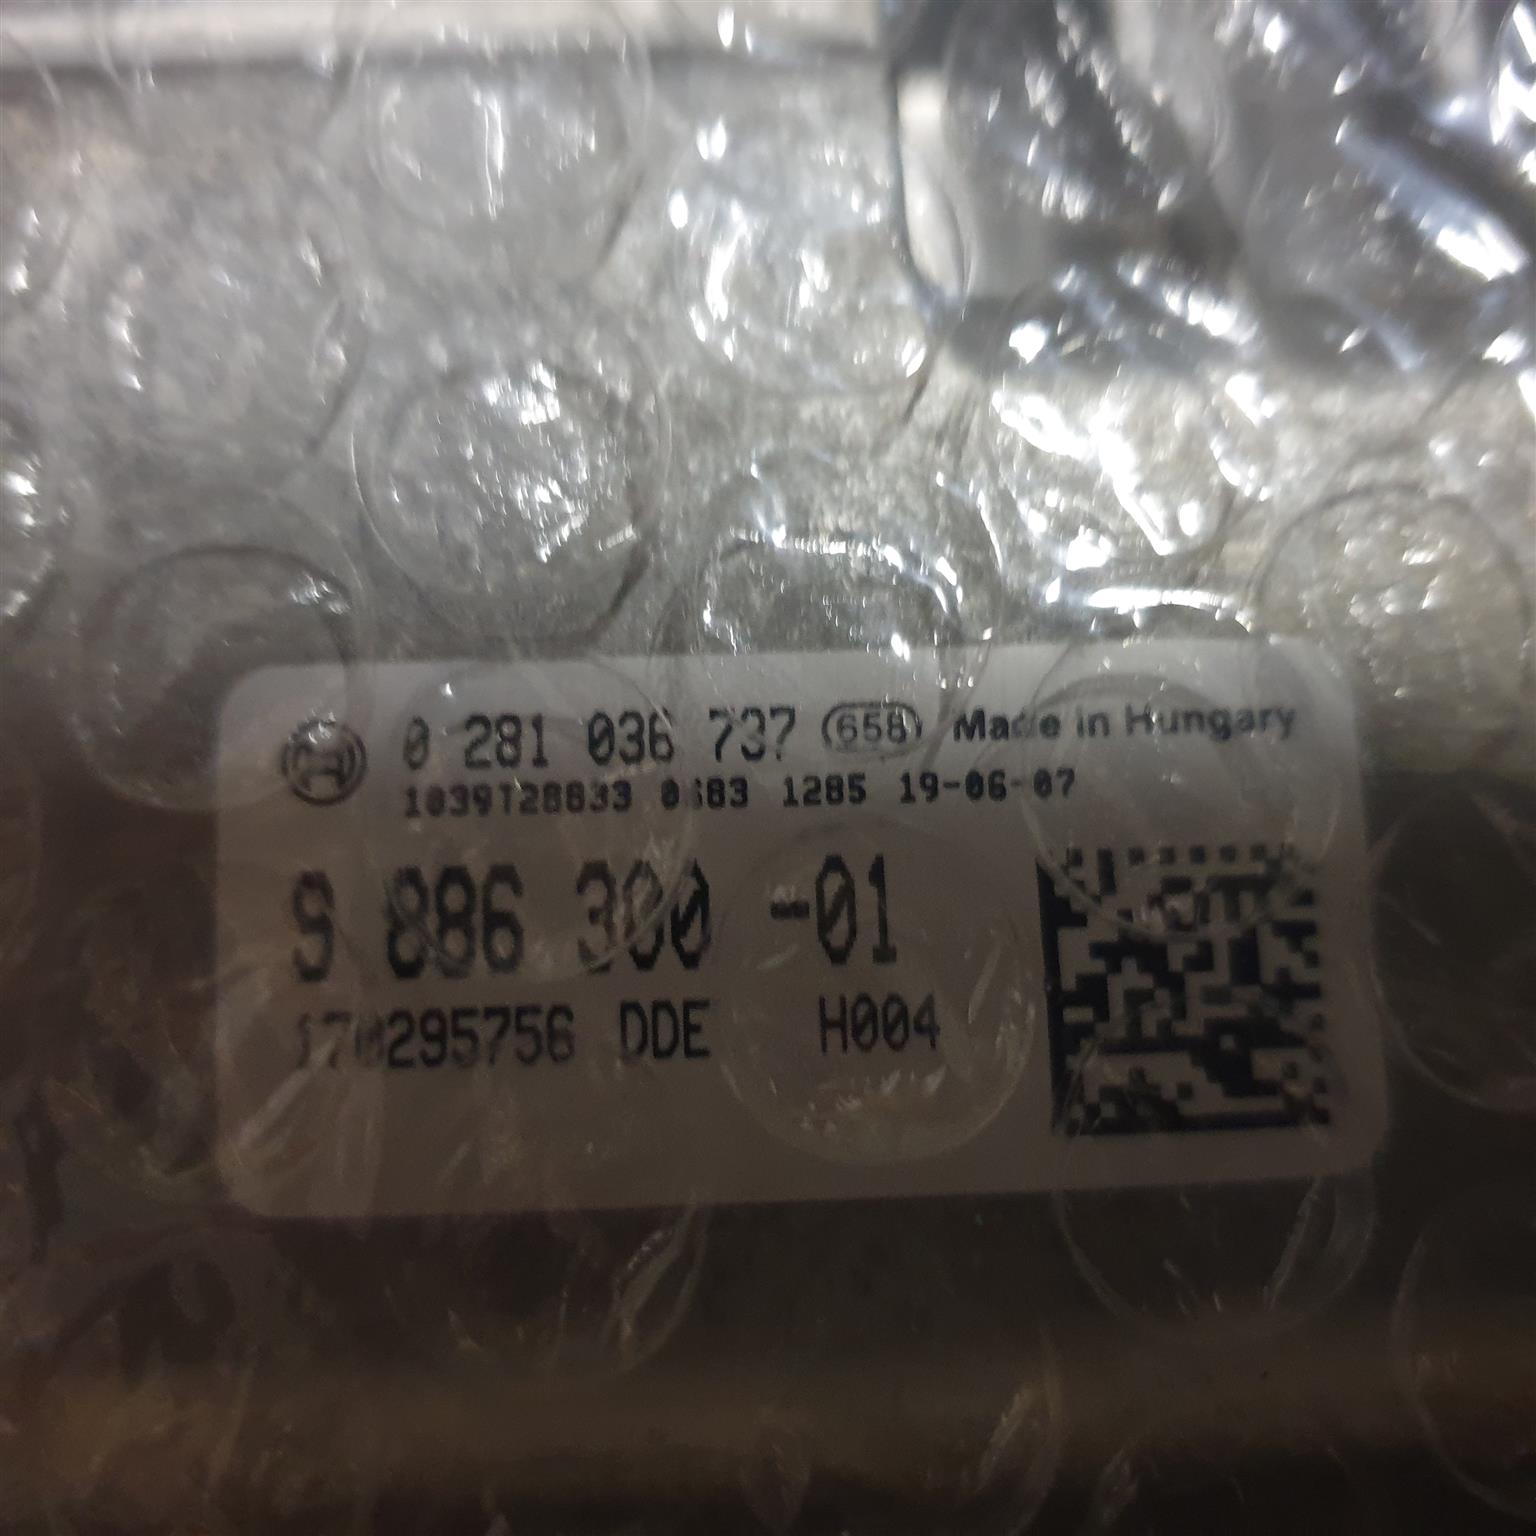 0 281 036 737 658 Made in Hungary
1039T28833 0683 1285 19-06-07
9 886 300 -01
170295756 DDE H004